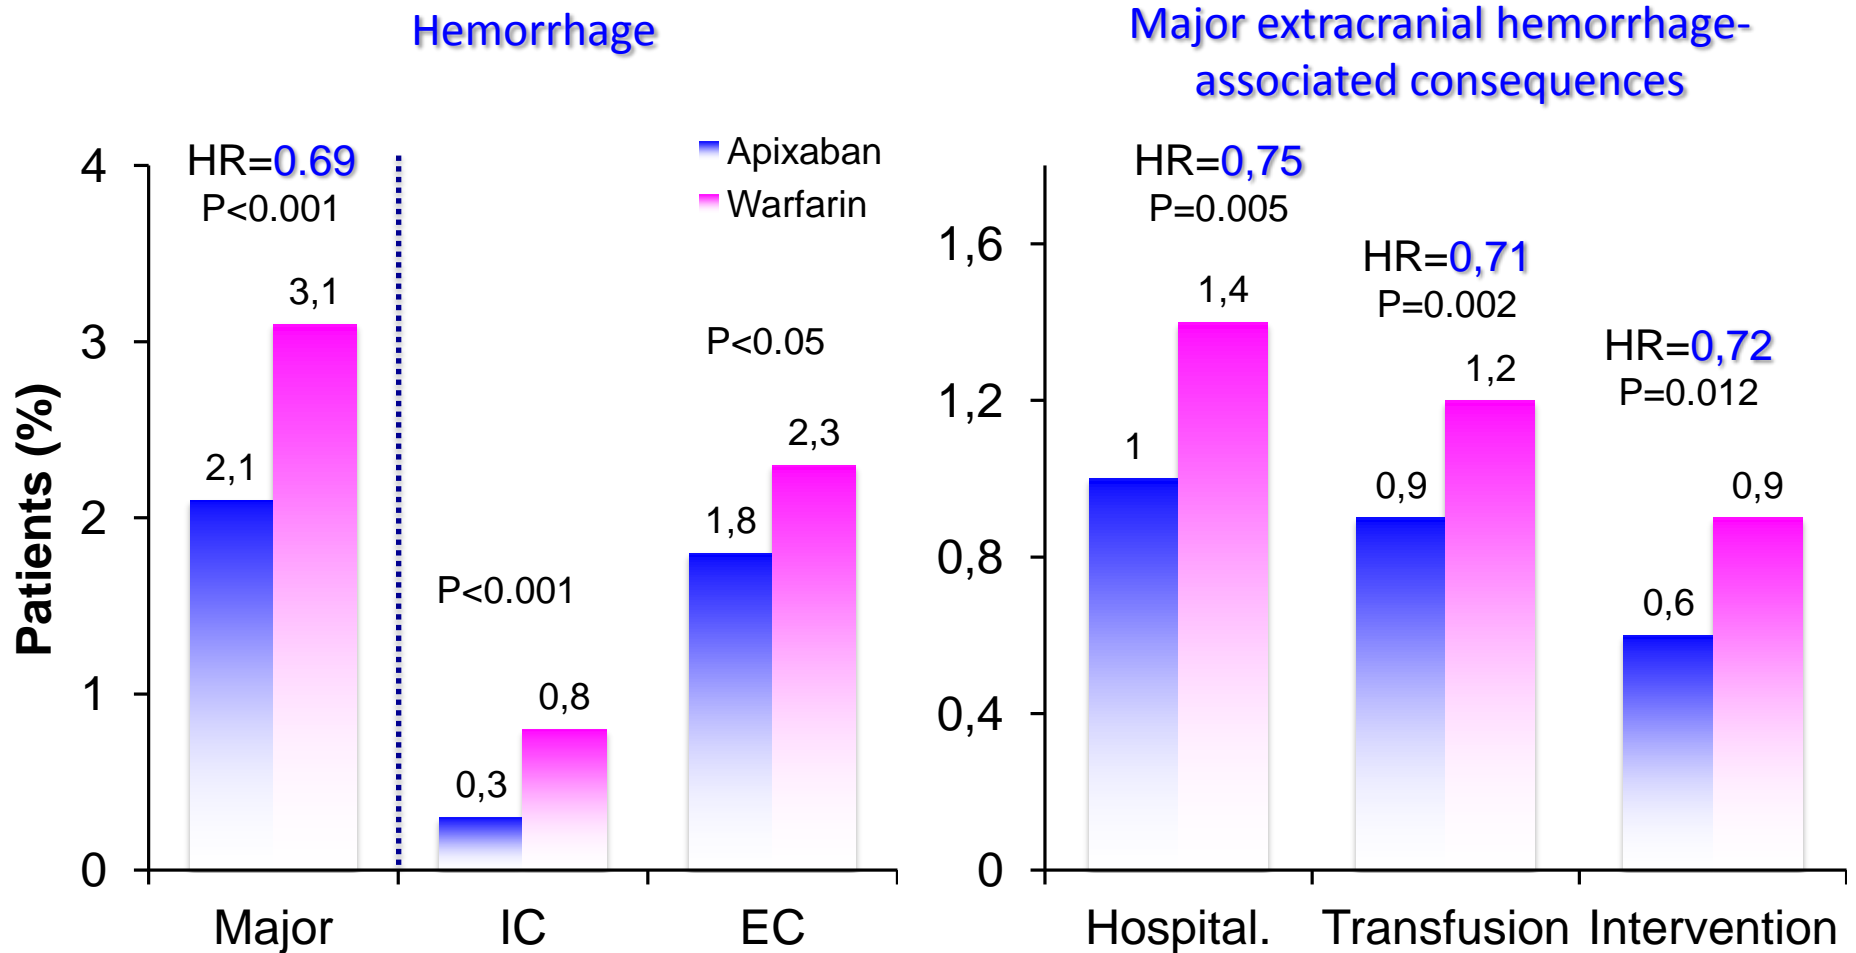 Hemorrhage
Major extracranial hemorrhage-
associated consequences
Patients (%)
4
3
2
1
0
HR=0.69
P<0.001
Apixaban
Warfarin
3,1
2,1
P<0.001
0,8
0,3
P<0.05
2,3
1,8
Major
IC
EC
1,6
1,2
0,8
0,4
0
HR=0,75
P=0.005
1,4
1
HR=0,71
P=0.002
1,2
0,9
HR=0,72
P=0.012
0,9
0,6
Hospital.
Transfusion
Intervention